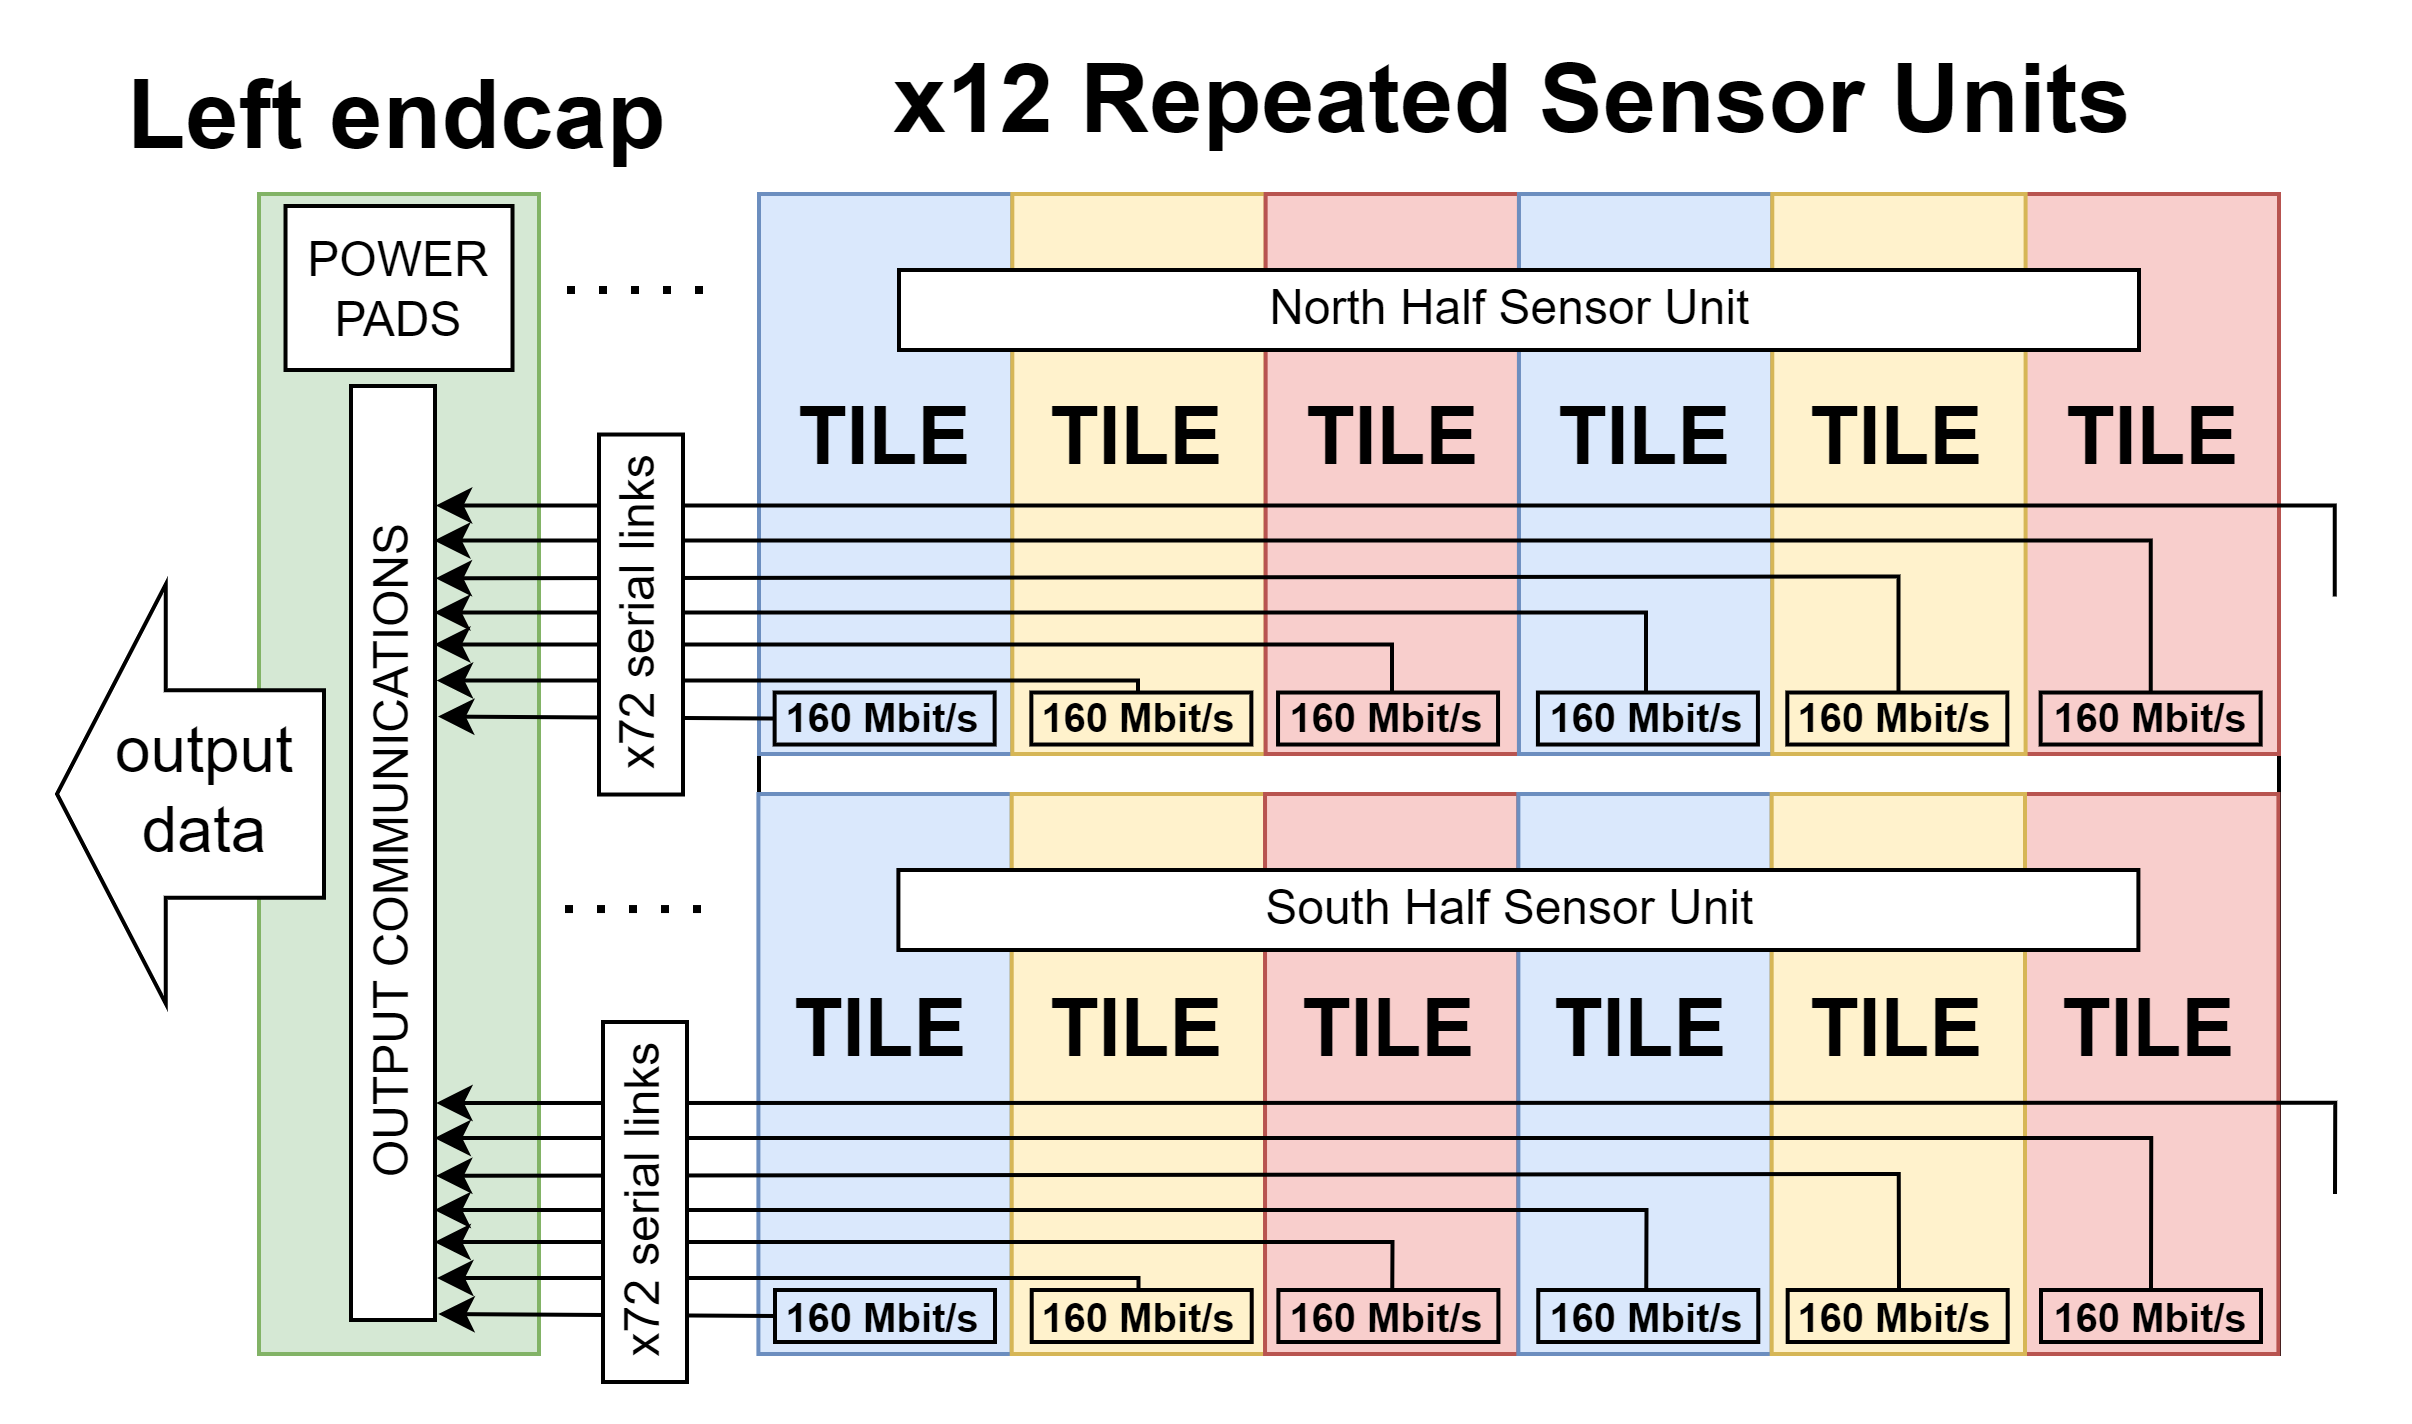 Left endcap
x12 Repeated Sensor Units
POWER
PADS
North Half Sensor Unit
TILE TILE TILE TILE TILE TILE
x72 serial links
OUTPUT COMMUNICATIONS
160 Mbit/s 160 Mbit/s 160 Mbit/s 160 Mbit/s 160 Mbit/s 160 Mbit/s
output
data
South Half Sensor Unit
TILE TILE TILE TILE TILE TILE
x72 serial links
160 Mbit/s 160 Mbit/s 160 Mbit/s 160 Mbit/s 160 Mbit/s 160 Mbit/s